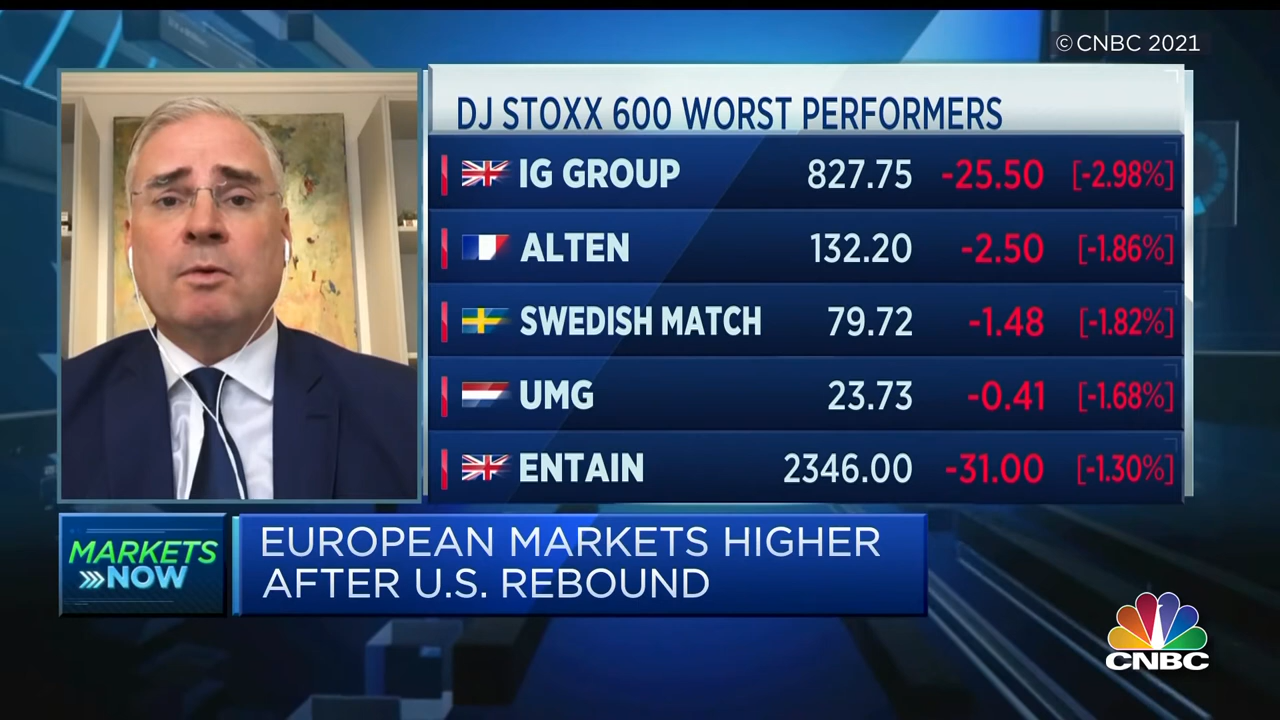 © CNBC 2021
DJ STOXX 600 WORST PERFORMERS
IG GROUP 827.75 -25.50 [-2.98%]
ALTEN 132.20 -2.50 [-1.86%]
SWEDISH MATCH 79.72 -1.48 [-1.82%]
UMG 23.73 -0.41 [-1.68%]
ENTAIN 2346.00 -31.00 [-1.30%]
MARKETS
NOW
EUROPEAN MARKETS HIGHER
AFTER U.S. REBOUND
CNBC